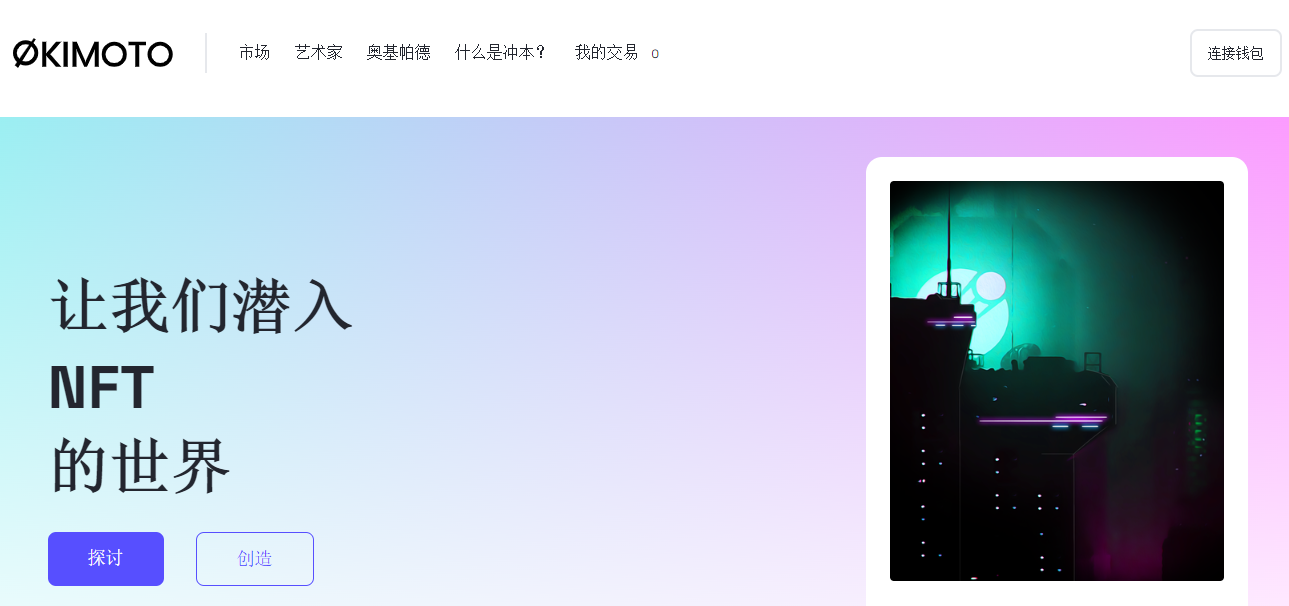 ØKIMOTO
市场
艺术家
奥基帕德
什么是冲本？
我的交易
0
连接钱包
让我们潜入
NFT
的世界
探讨
创造